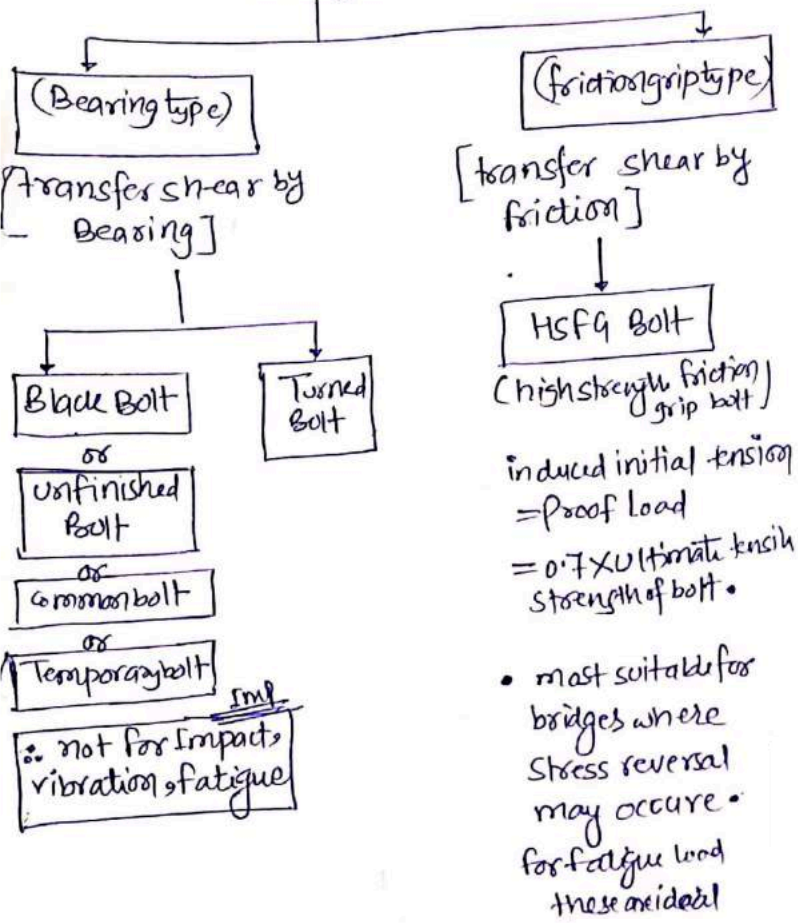 (Bearing type)
[transfer shear by
Bearing]
Black Bolt
or
unfinished
Bolt
or
common bolt
or
Temporary bolt
Imp
∴ not for Impact,
vibration, fatigue
Turned
Bolt
(friction grip type)
[transfer shear by
friction]
HSFG Bolt
(high strength friction
grip bolt)
induced initial tension
= Proof Load
= 0.7 X Ultimate tensile
strength of bolt.
• most suitable for
bridges where
stress reversal
may occure.
for fatigue load
these are ideal